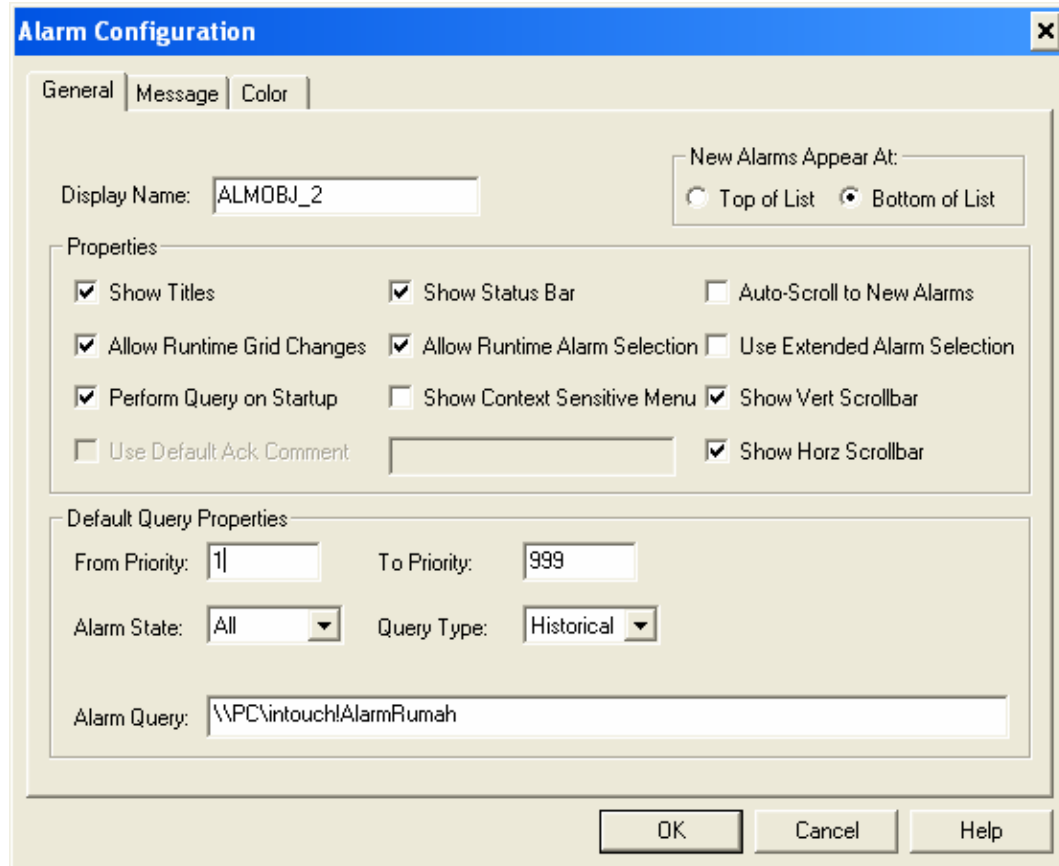 Alarm Configuration
General Message Color
New Alarms Appear At:
Display Name: ALMOBJ_2
Top of List Bottom of List
Properties
Show Titles Show Status Bar Auto-Scroll to New Alarms
Allow Runtime Grid Changes Allow Runtime Alarm Selection Use Extended Alarm Selection
Perform Query on Startup Show Context Sensitive Menu Show Vert Scrollbar
Use Default Ack Comment Show Horz Scrollbar
Default Query Properties
From Priority: 1 To Priority: 999
Alarm State: All Query Type: Historical
Alarm Query: \\PC\intouch!AlarmRumah
OK Cancel Help